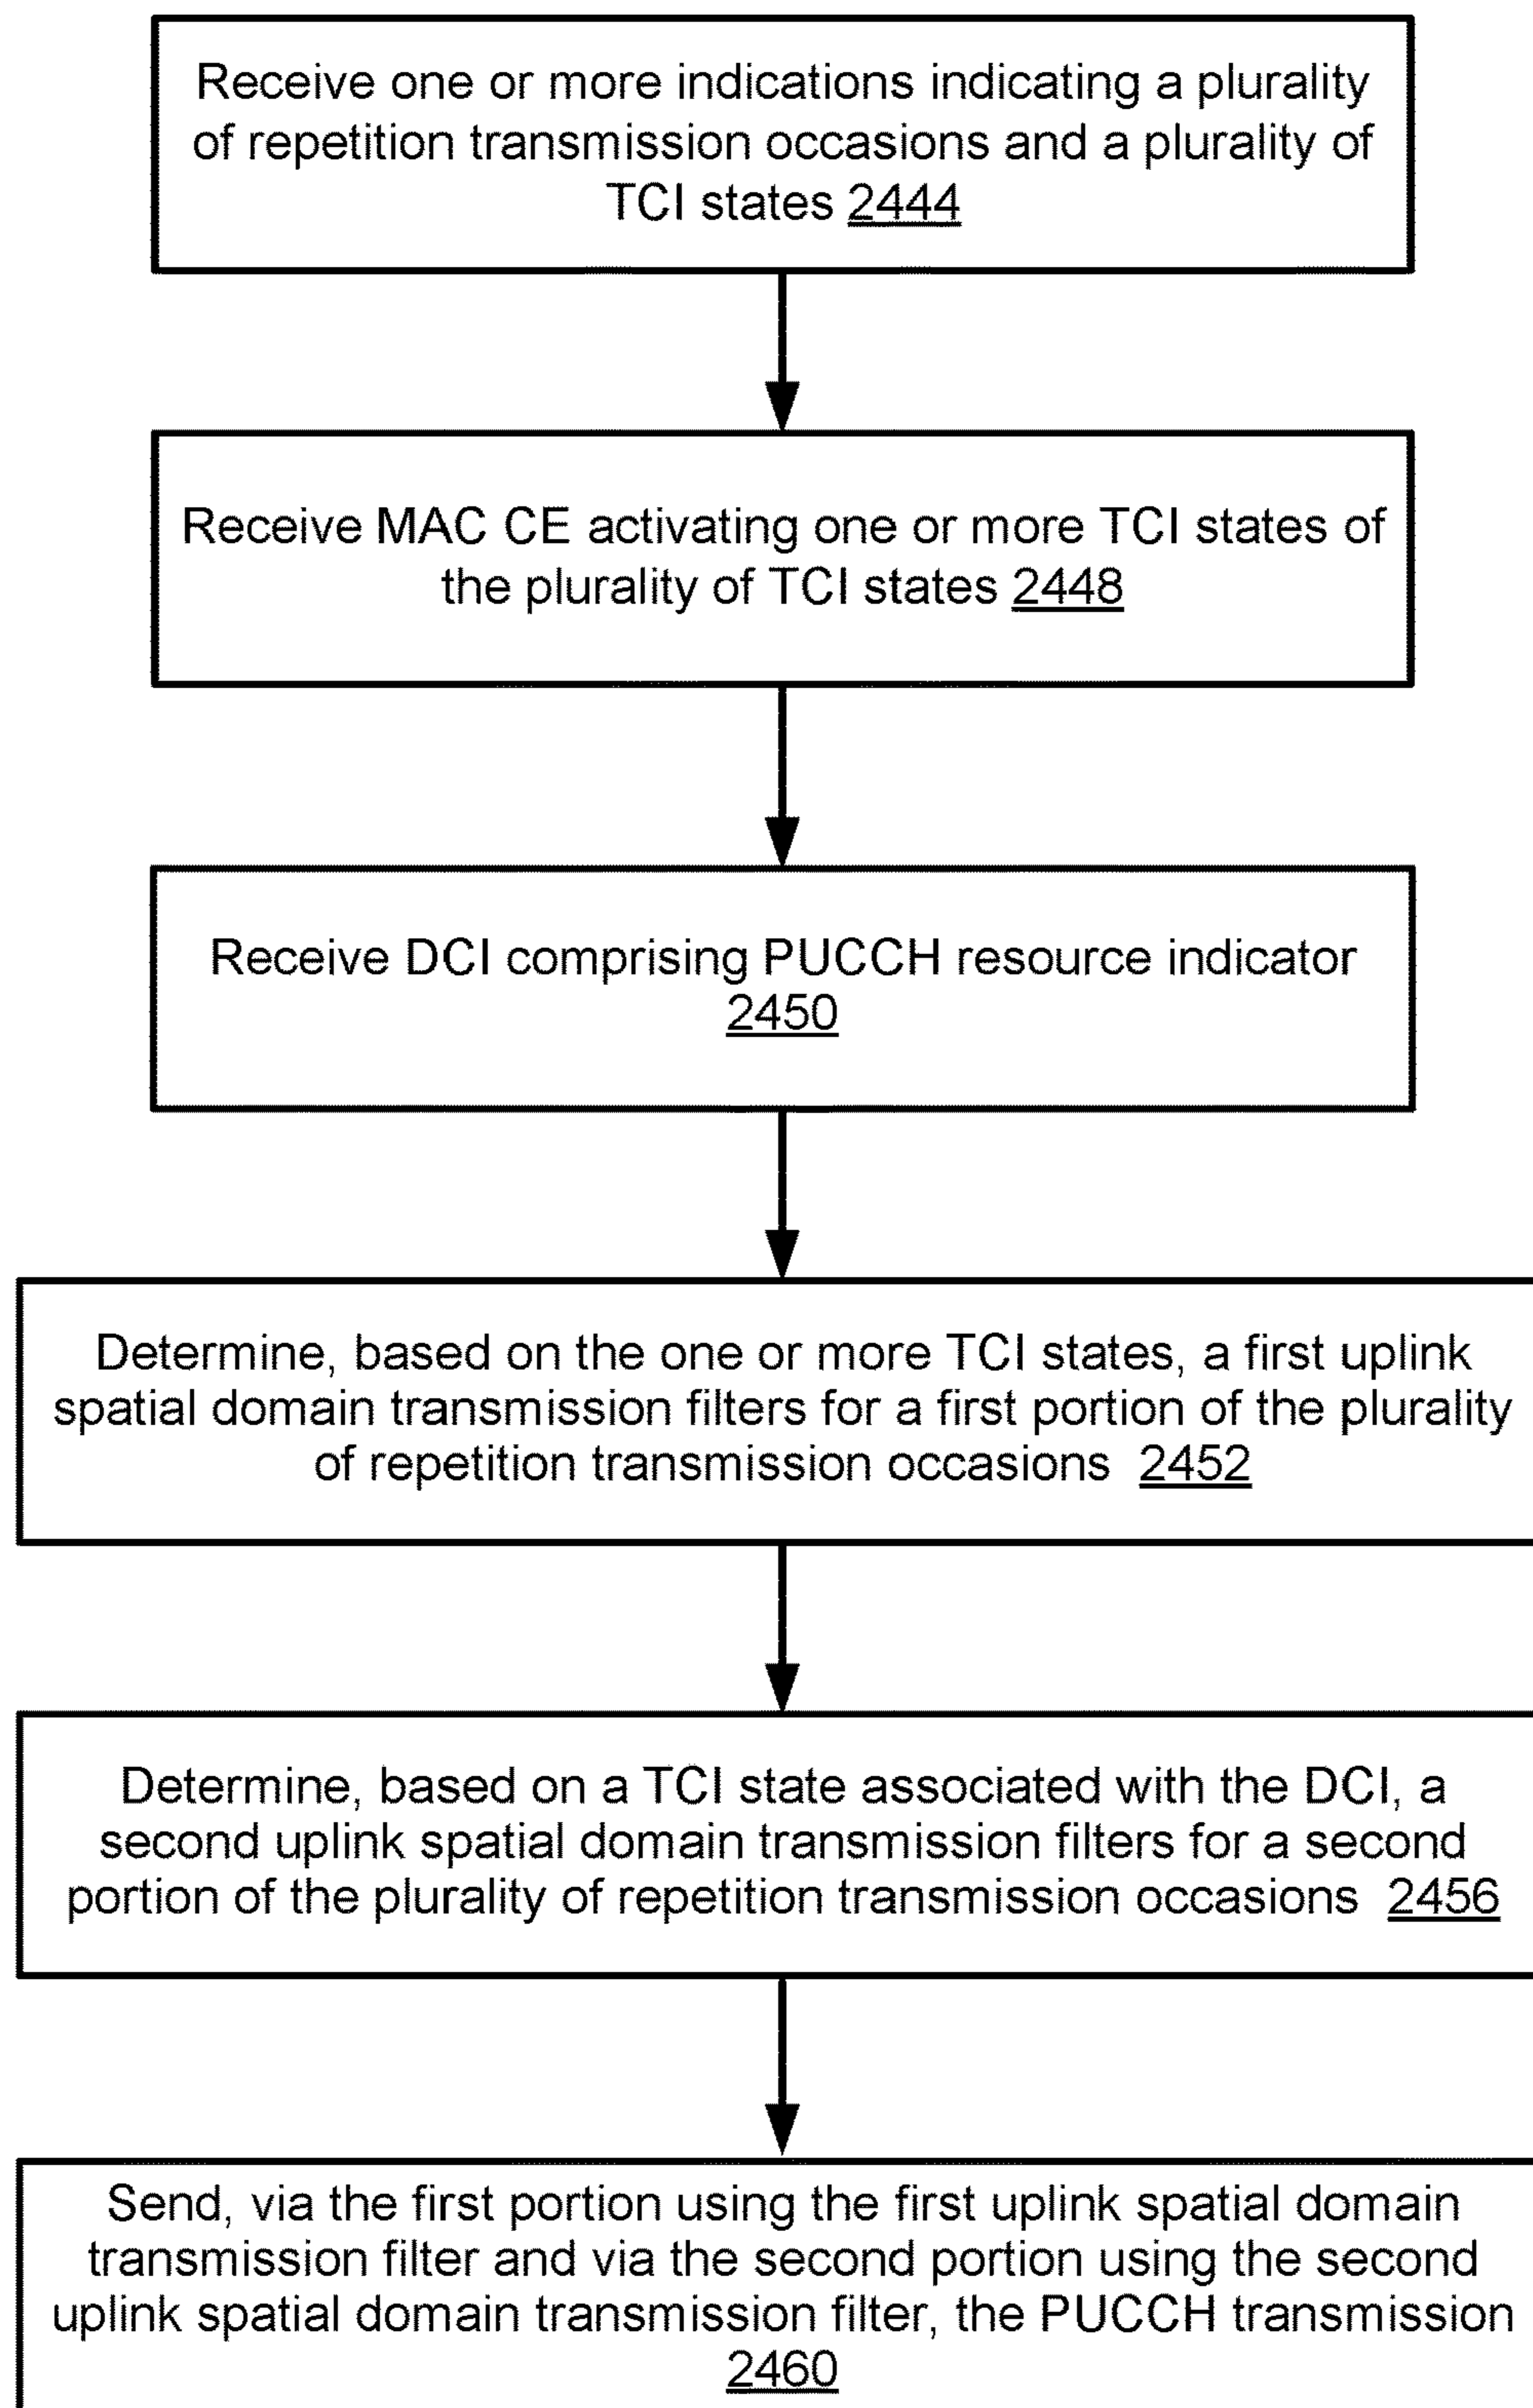 Receive one or more indications indicating a plurality
of repetition transmission occasions and a plurality of
TCI states 2444
Receive MAC CE activating one or more TCI states of
the plurality of TCI states 2448
Receive DCI comprising PUCCH resource indicator
2450
Determine, based on the one or more TCI states, a first uplink
spatial domain transmission filters for a first portion of the plurality
of repetition transmission occasions 2452
Determine, based on a TCI state associated with the DCI, a
second uplink spatial domain transmission filters for a second
portion of the plurality of repetition transmission occasions 2456
Send, via the first portion using the first uplink spatial domain
transmission filter and via the second portion using the second
uplink spatial domain transmission filter, the PUCCH transmission
2460